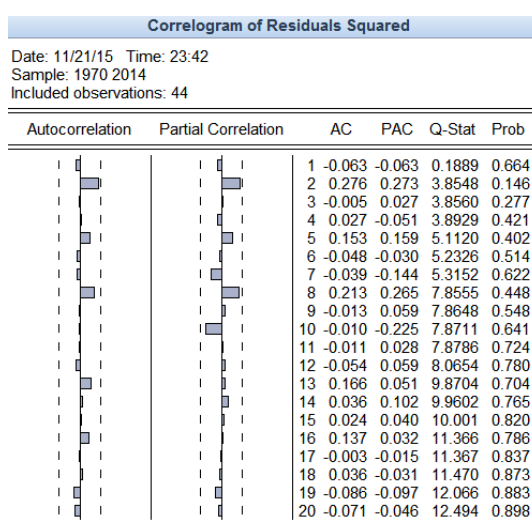 Correlogram of Residuals Squared
Date: 11/21/15 Time: 23:42
Sample: 1970 2014
Included observations: 44
Autocorrelation Partial Correlation AC PAC Q-Stat Prob
1 -0.063 -0.063 0.1889 0.664
2 0.276 0.273 3.8548 0.146
3 -0.005 0.027 3.8560 0.277
4 0.027 -0.051 3.8929 0.421
5 0.153 0.159 5.1120 0.402
6 -0.048 -0.030 5.2326 0.514
7 -0.039 -0.144 5.3152 0.622
8 0.213 0.265 7.8555 0.448
9 -0.013 0.059 7.8648 0.548
10 -0.010 -0.225 7.8711 0.641
11 -0.011 0.028 7.8786 0.724
12 -0.054 0.059 8.0654 0.780
13 0.166 0.051 9.8704 0.704
14 0.036 0.102 9.9602 0.765
15 0.024 0.040 10.001 0.820
16 0.137 0.032 11.366 0.786
17 -0.003 -0.015 11.367 0.837
18 0.036 -0.031 11.470 0.873
19 -0.086 -0.097 12.066 0.883
20 -0.071 -0.046 12.494 0.898